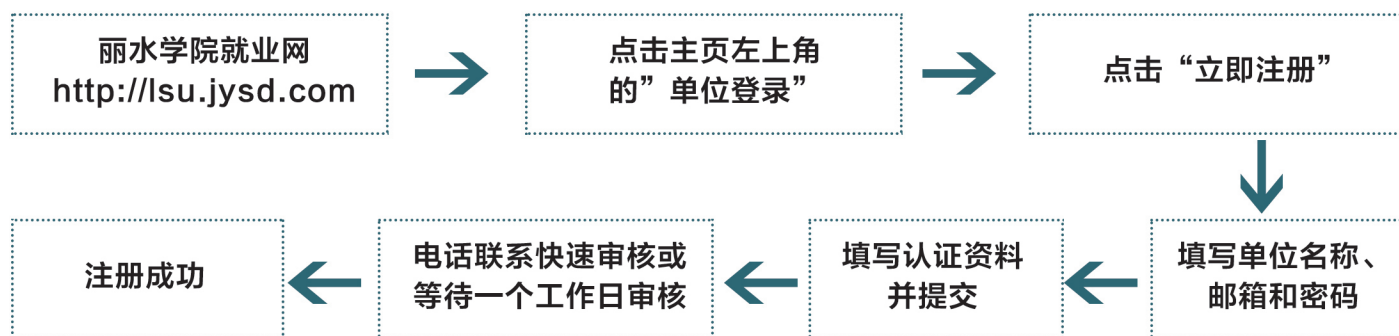 丽水学院就业网
http://lsu.jysd.com
点击主页左上角
的”单位登录”
点击“立即注册”
填写单位名称、
邮箱和密码
填写认证资料
并提交
电话联系快速审核或
等待一个工作日审核
注册成功